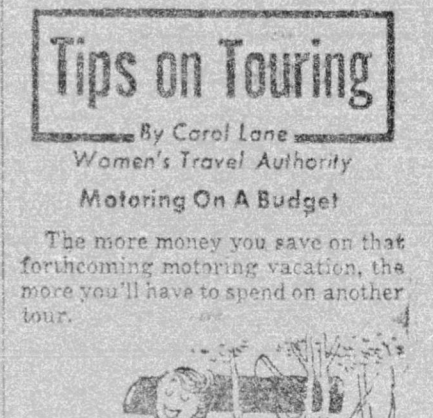 Tips on Touring
By Carol Lane
Women's Travel Authority
Motoring On A Budget
The more money you save on that
forthcoming motoring vacation, the
more you'll have to spend on another
tour.